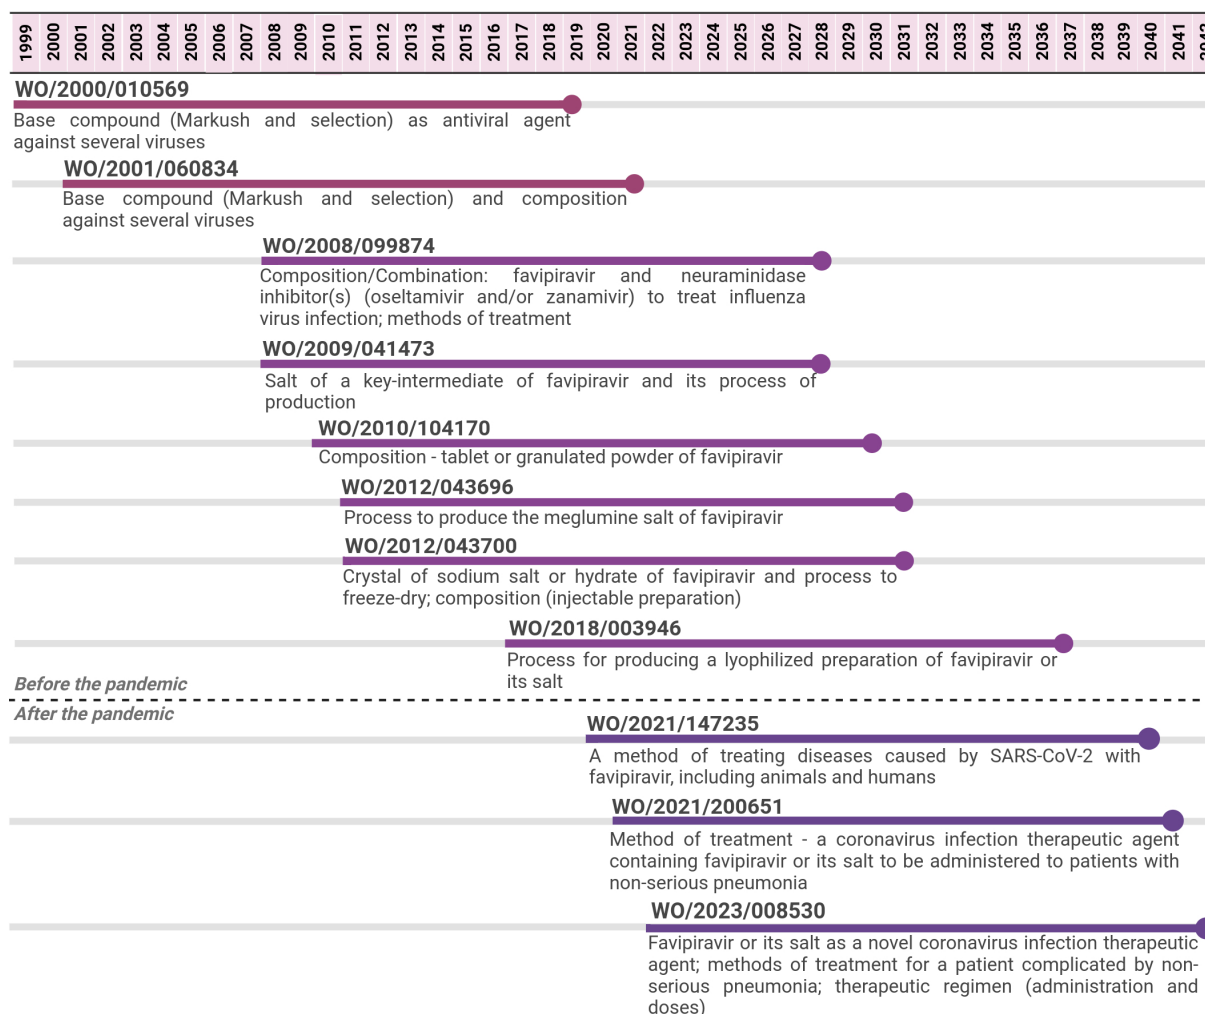 1999 2000 2001 2002 2003 2004 2005 2006 2007 2008 2009 2010 2011 2012 2013 2014 2015 2016 2017 2018 2019 2020 2021 2022 2023 2024 2025 2026 2027 2028 2029 2030 2031 2032 2033 2034 2035 2036 2037 2038 2039 2040 2041
WO/2000/010569
Base compound (Markush and selection) as antiviral agent
against several viruses
WO/2001/060834
Base compound (Markush and selection) and composition
against several viruses
WO/2008/099874
Composition/Combination: favipiravir and neuraminidase
inhibitor(s) (oseltamivir and/or zanamivir) to treat influenza
virus infection; methods of treatment
WO/2009/041473
Salt of a key-intermediate of favipiravir and its process of
production
WO/2010/104170
Composition - tablet or granulated powder of favipiravir
WO/2012/043696
Process to produce the meglumine salt of favipiravir
WO/2012/043700
Crystal of sodium salt or hydrate of favipiravir and process to
freeze-dry; composition (injectable preparation)
WO/2018/003946
Process for producing a lyophilized preparation of favipiravir or
its salt
Before the pandemic
After the pandemic
WO/2021/147235
A method of treating diseases caused by SARS-CoV-2 with
favipiravir, including animals and humans
WO/2021/200651
Method of treatment - a coronavirus infection therapeutic agent
containing favipiravir or its salt to be administered to patients with
non-serious pneumonia
WO/2023/008530
Favipiravir or its salt as a novel coronavirus infection therapeutic
agent; methods of treatment for a patient complicated by non-
serious pneumonia; therapeutic regimen (administration and
doses)